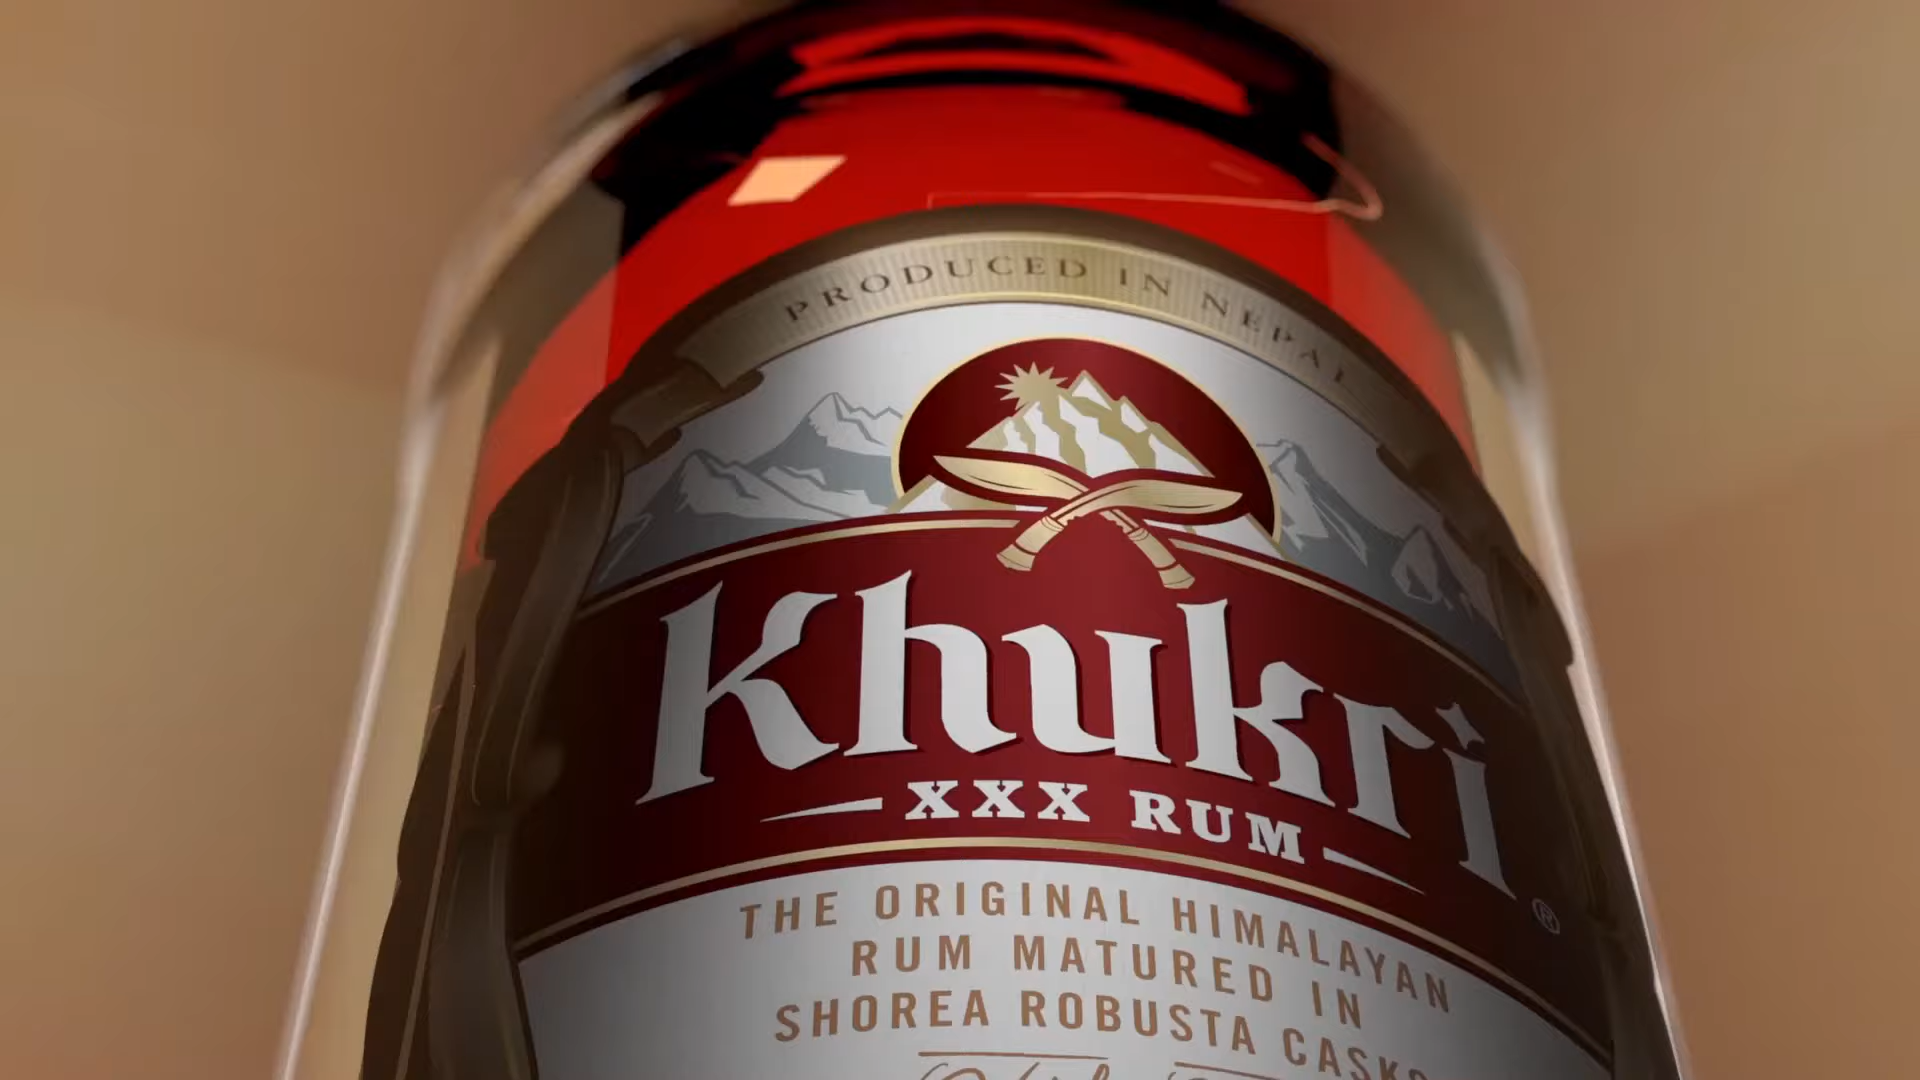 PRODUCED IN NEPAL
Khukri
XXX RUM
®
THE ORIGINAL HIMALAYAN
RUM MATURED IN
SHOREA ROBUSTA CASKS